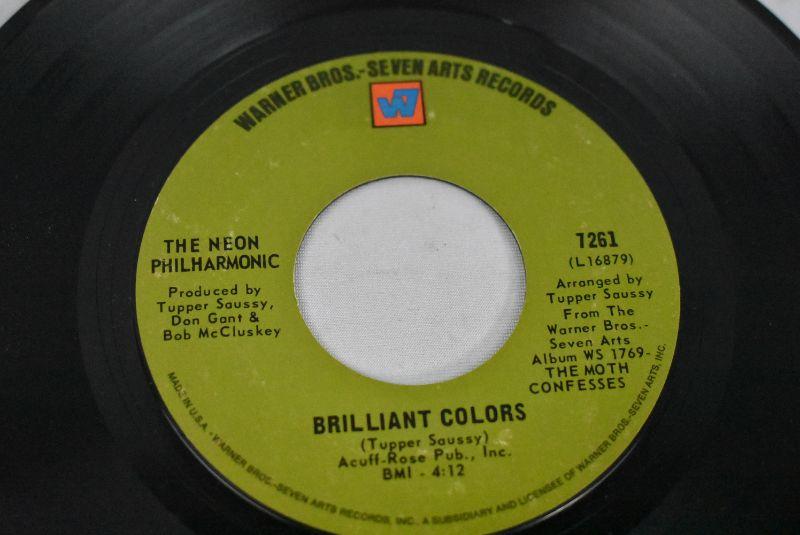 WARNER BROS.-SEVEN ARTS RECORDS
W7
THE NEON
PHILHARMONIC
Produced by
Tupper Saussy,
Don Gant &
Bob McCluskey
7261
(L16879)
Arranged by
Tupper Saussy
From The
Warner Bros.-
Seven Arts
Album WS 1769-
THE MOTH
CONFESSES
BRILLIANT COLORS
(Tupper Saussy)
Acuff-Rose Pub., Inc.
BMI - 4:12
MADE IN U.S.A. • WARNER BROS.-SEVEN ARTS RECORDS, INC. A SUBSIDIARY AND LICENSEE OF WARNER BROS.-SEVEN ARTS, INC.